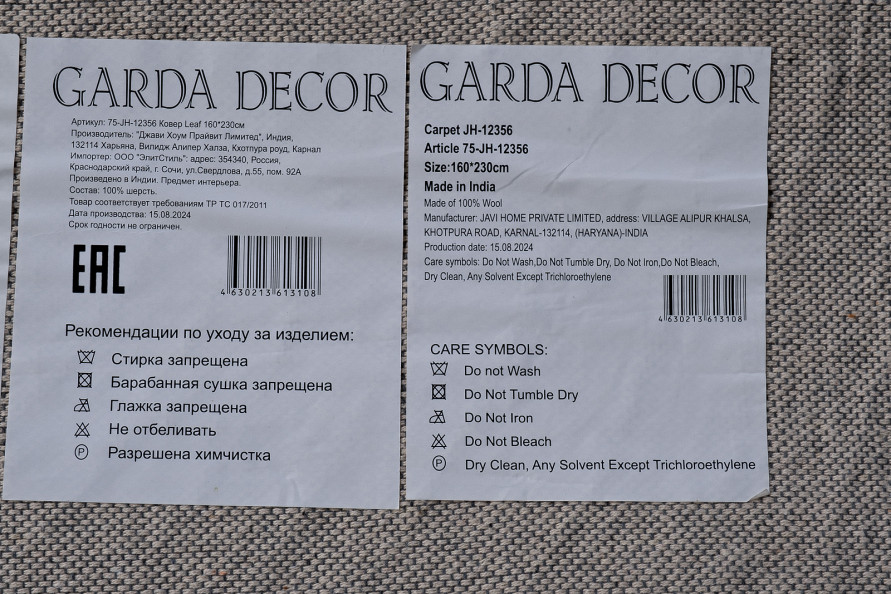 GARDA DECOR
Артикул: 75-JH-12356 Ковер Leaf 160*230см
Производитель: "Джави Хоум Прайвит Лимитед", Индия,
132114 Харьяна, Вилидж Алипер Халза, Кхотпура роуд, Карнал
Импортер: ООО "ЭлитСтиль": адрес: 354340, Россия,
Краснодарский край, г. Сочи, ул.Свердлова, д.55, пом. 92А
Произведено в Индии. Предмет интерьера.
Состав: 100% шерсть.
Товар соответствует требованиям ТР ТС 017/2011
Дата производства: 15.08.2024
Срок годности не ограничен.
EAC
4 630213 613108
Рекомендации по уходу за изделием:
Стирка запрещена
Барабанная сушка запрещена
Глажка запрещена
Не отбеливать
P Разрешена химчистка
GARDA DECOR
Carpet JH-12356
Article 75-JH-12356
Size:160*230cm
Made in India
Made of 100% Wool
Manufacturer: JAVI HOME PRIVATE LIMITED, address: VILLAGE ALIPUR KHALSA,
KHOTPURA ROAD, KARNAL-132114, (HARYANA)-INDIA
Production date: 15.08.2024
Care symbols: Do Not Wash,Do Not Tumble Dry, Do Not Iron,Do Not Bleach,
Dry Clean, Any Solvent Except Trichloroethylene
4 630213 613108
CARE SYMBOLS:
Do not Wash
Do Not Tumble Dry
Do Not Iron
Do Not Bleach
P Dry Clean, Any Solvent Except Trichloroethylene